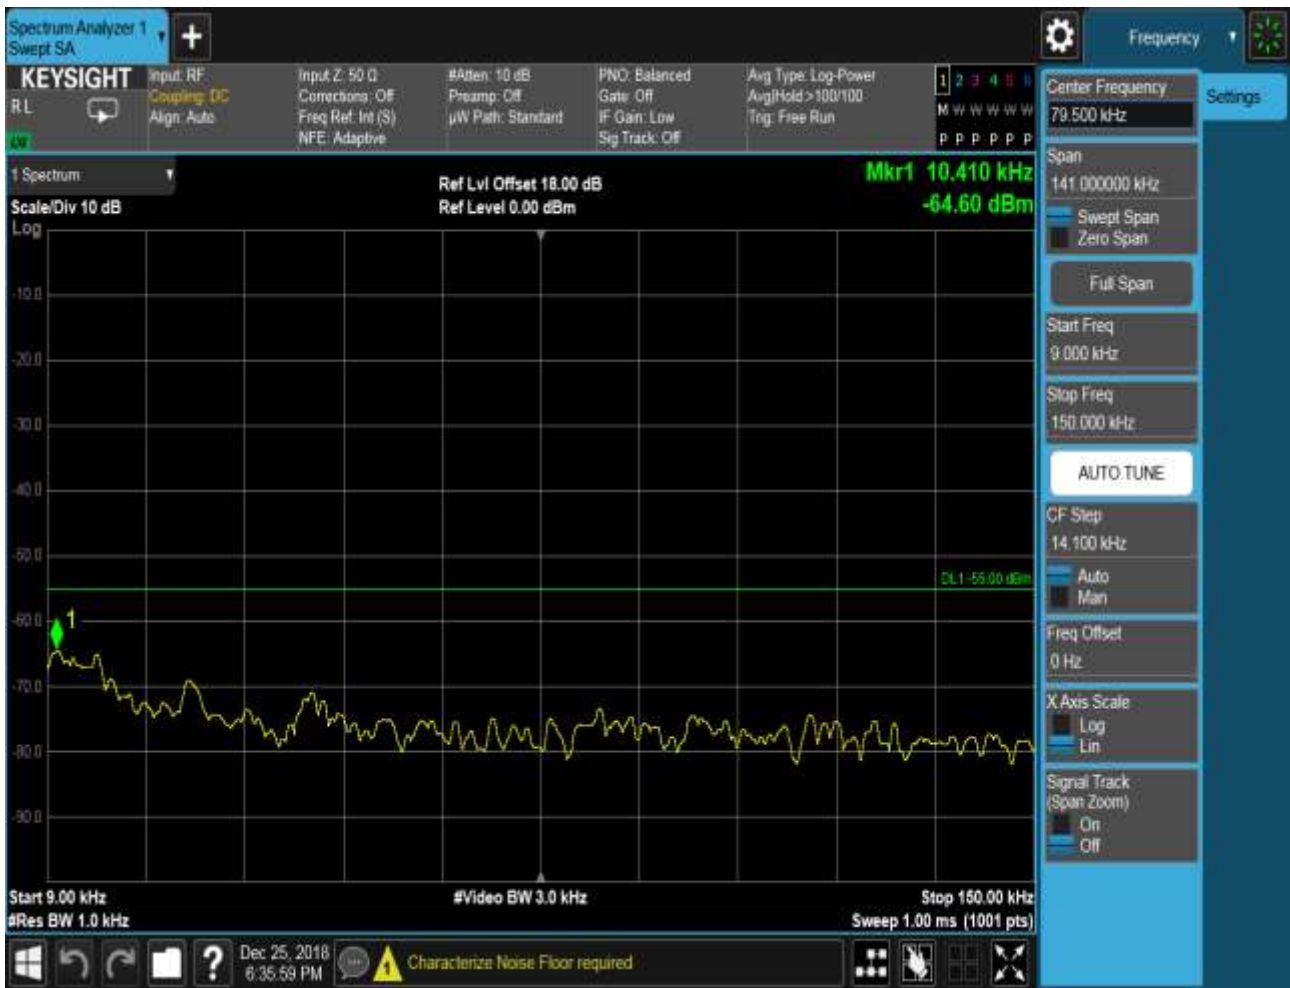 Spectrum Analyzer 1
Swept SA
Frequency
KEYSIGHT
R L
Input: RF
Coupling: DC
Align: Auto
Input Z: 50 Ω
Corrections: Off
Freq Ref: Int (S)
NFE: Adaptive
#Atten: 10 dB
Preamp: Off
µW Path: Standard
PNO: Balanced
Gate: Off
IF Gain: Low
Sig Track: Off
Avg Type: Log-Power
Avg|Hold:>100/100
Trig: Free Run
1 2 3 4 5 6
M W W W W W
P P P P P P
1 Spectrum
Scale/Div 10 dB
Log
Ref Lvl Offset 18.00 dB
Ref Level 0.00 dBm
Mkr1 10.410 kHz
-64.60 dBm
-10.0
-20.0
-30.0
-40.0
-50.0
DL1 -55.00 dBm
-60.0
1
-70.0
-80.0
-90.0
Start 9.00 kHz
#Res BW 1.0 kHz
#Video BW 3.0 kHz
Stop 150.00 kHz
Sweep 1.00 ms (1001 pts)
Center Frequency
79.500 kHz
Settings
Span
141.000000 kHz
Swept Span
Zero Span
Full Span
Start Freq
9.000 kHz
Stop Freq
150.000 kHz
AUTO TUNE
CF Step
14.100 kHz
Auto
Man
Freq Offset
0 Hz
X Axis Scale
Log
Lin
Signal Track
(Span Zoom)
On
Off
?
Dec 25, 2018
6:35:59 PM
1
Characterize Noise Floor required